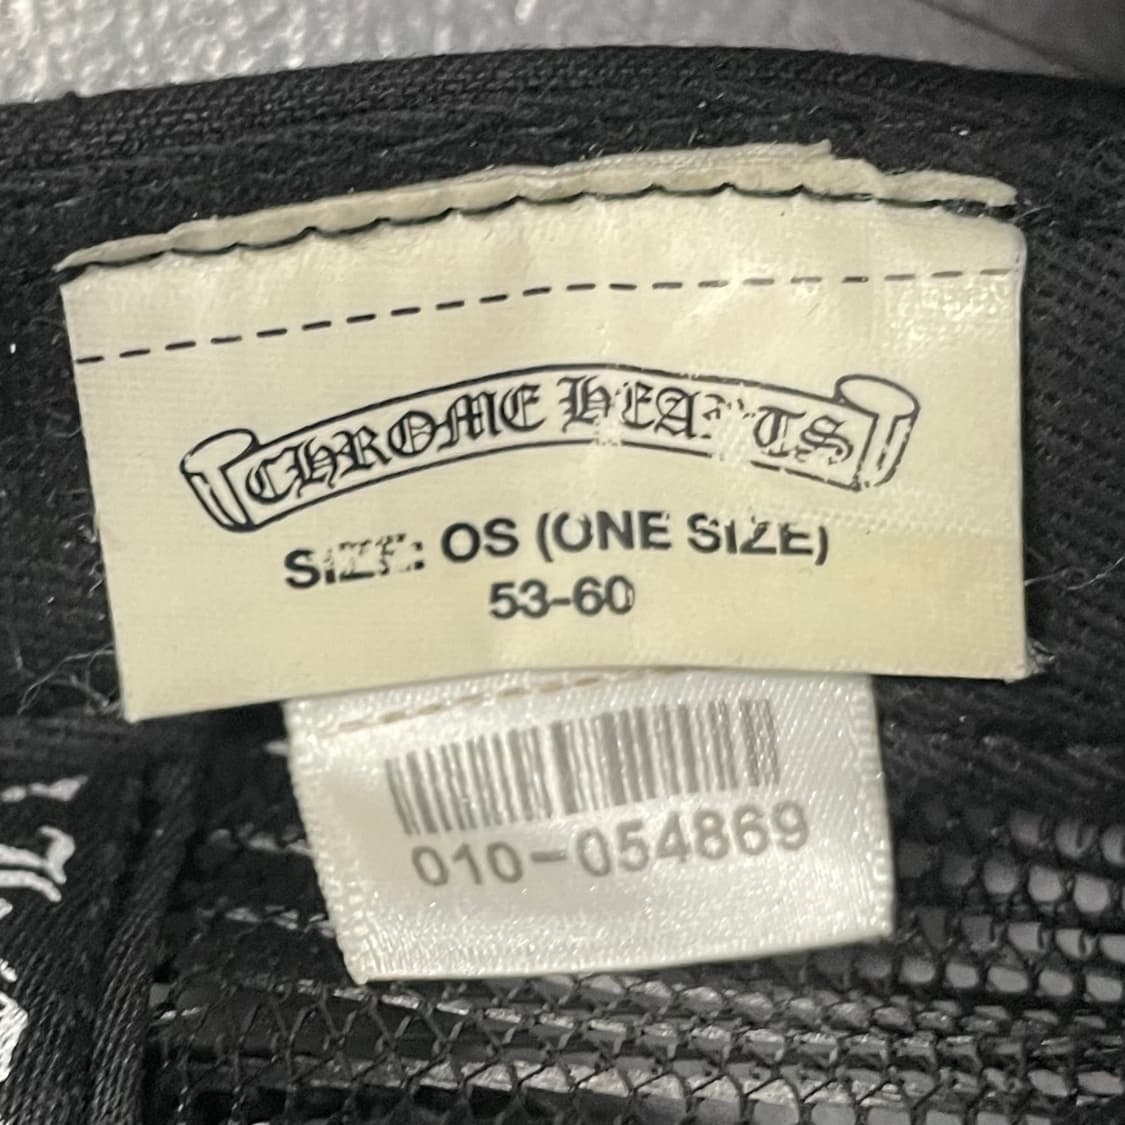 CHROME HEARTS
SIZE: OS (ONE SIZE)
53-60
010-054869